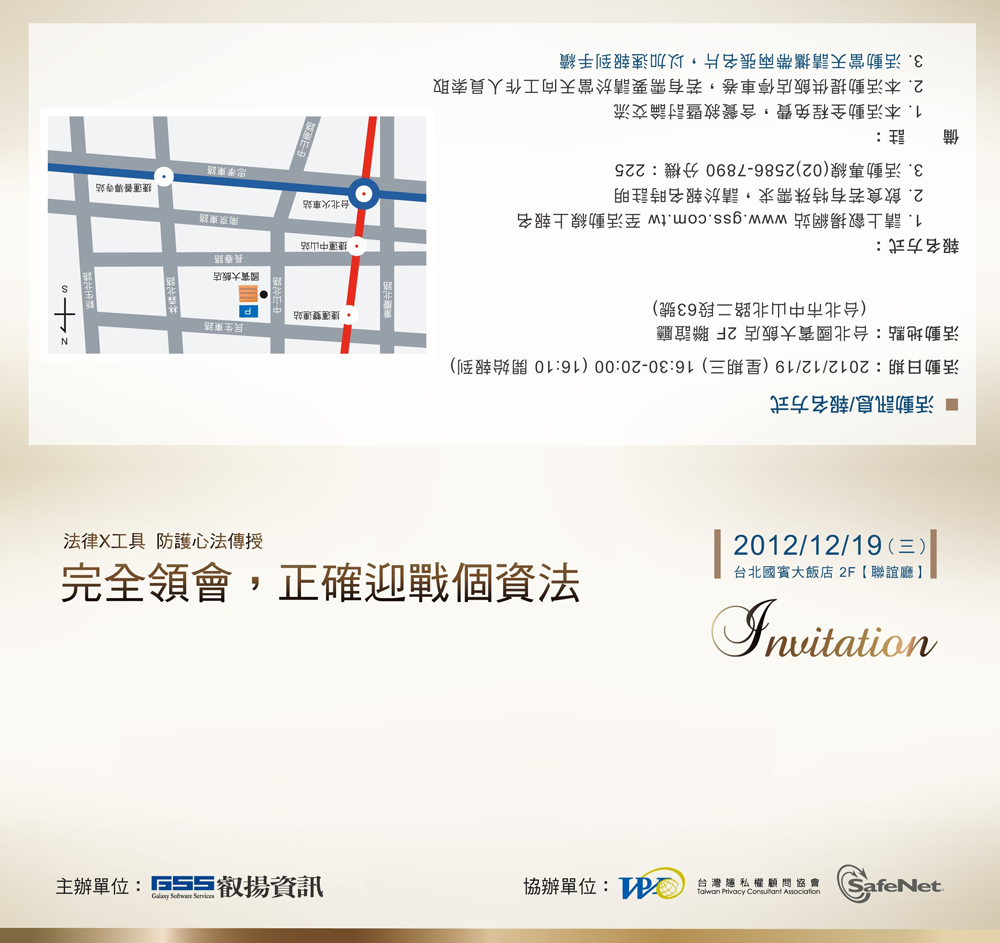 ■ 活動訊息/報名方式
活動日期：2012/12/19 (星期三) 16:30-20:00 (16:10 開始報到)
活動地點：台北國賓大飯店 2F 聯誼廳
(台北市中山北路二段63號)
報名方式：
1. 請上叡揚網站 www.gss.com.tw 至活動線上報名
2. 飲食若有特殊需求，請於報名時註明
3. 活動專線(02)2586-7890 分機：225
備 註：
1. 本活動全程免費，含餐敘暨討論交流
2. 本活動提供飯店停車卷，若有需要請於當天向工作人員索取
3. 活動當天請攜帶兩張名片，以加速報到手續
N
S
民生東路
捷運雙連站
P
國賓大飯店
重慶北路
中山北路
林森北路
新生北路
長春路
捷運中山站
南京東路
台北火車站
捷運善導寺站
忠孝東路
中山南路
法律X工具 防護心法傳授
完全領會，正確迎戰個資法
2012/12/19(三)
台北國賓大飯店 2F【聯誼廳】
Invitation
主辦單位：GSS 叡揚資訊
Galaxy Software Services
協辦單位：
台灣隱私權顧問協會
Taiwan Privacy Consultant Association
SafeNet